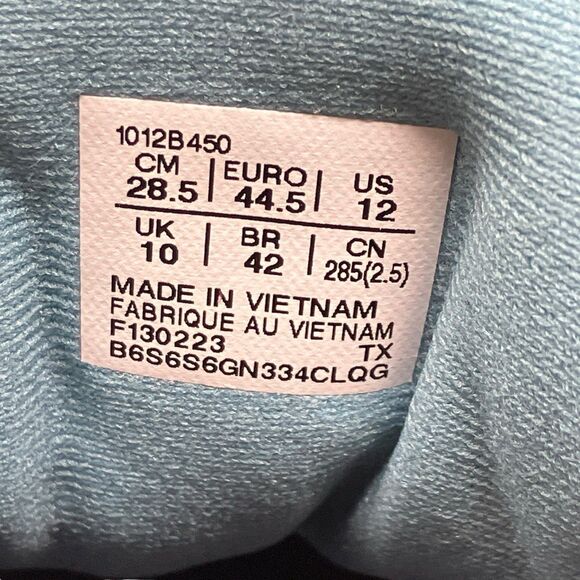 1012B450
CM | EURO | US
28.5 | 44.5 | 12
UK | BR | CN
10 | 42 | 285(2.5)
MADE IN VIETNAM
FABRIQUE AU VIETNAM
F130223 TX
B6S6S6GN334CLQG